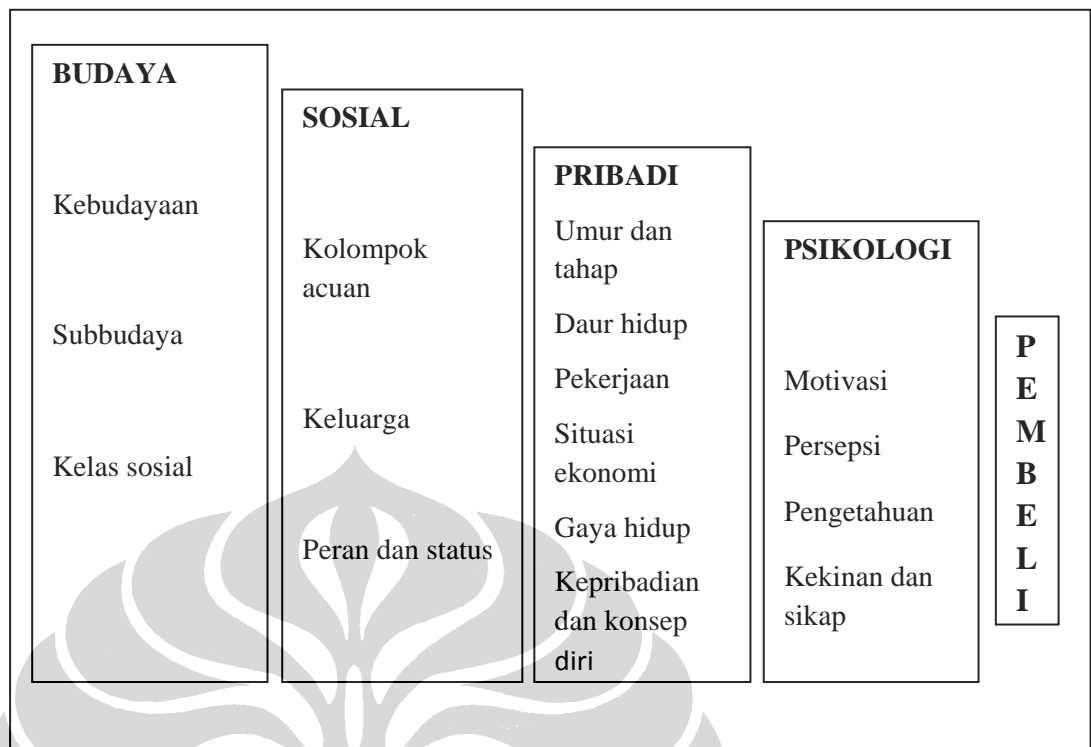 BUDAYA
Kebudayaan
Subbudaya
Kelas sosial
SOSIAL
Kolompok
acuan
Keluarga
Peran dan status
PRIBADI
Umur dan
tahap
Daur hidup
Pekerjaan
Situasi
ekonomi
Gaya hidup
Kepribadian
dan konsep
diri
PSIKOLOGI
Motivasi
Persepsi
Pengetahuan
Kekinan dan
sikap
P
E
M
B
E
L
I